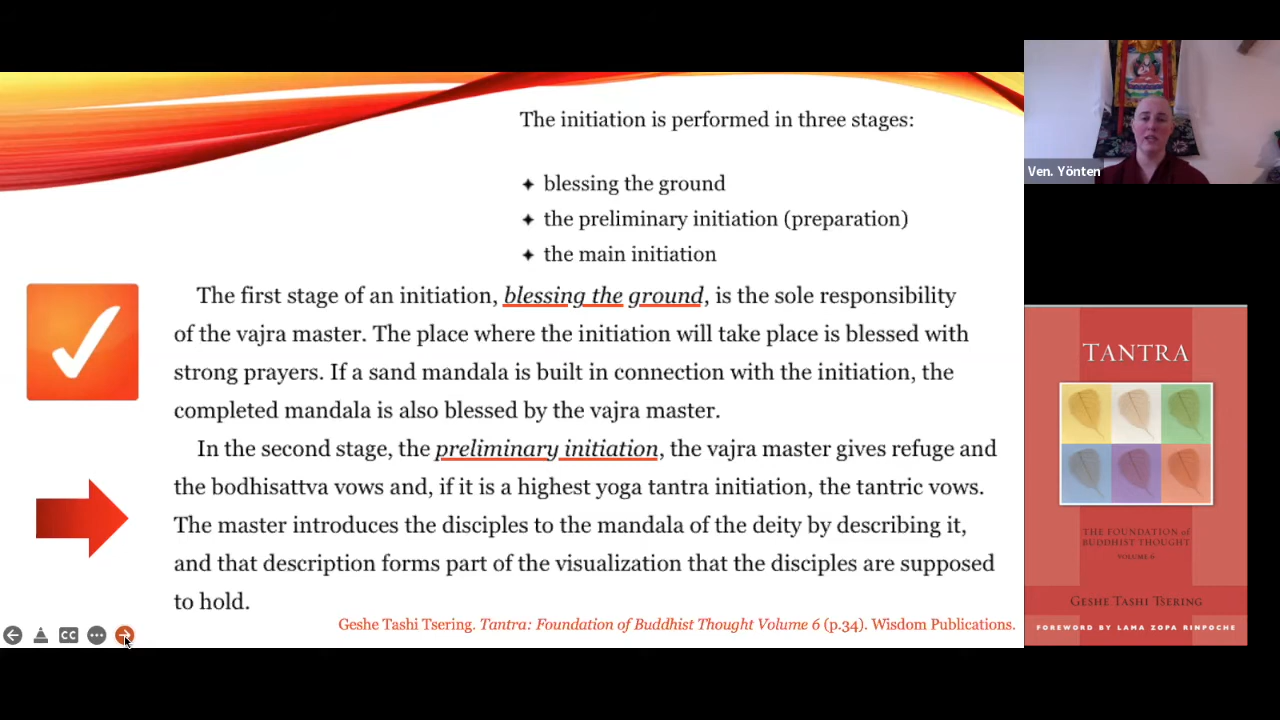 The initiation is performed in three stages:
✦ blessing the ground
✦ the preliminary initiation (preparation)
✦ the main initiation
The first stage of an initiation, blessing the ground, is the sole responsibility
of the vajra master. The place where the initiation will take place is blessed with
strong prayers. If a sand mandala is built in connection with the initiation, the
completed mandala is also blessed by the vajra master.
In the second stage, the preliminary initiation, the vajra master gives refuge and
the bodhisattva vows and, if it is a highest yoga tantra initiation, the tantric vows.
The master introduces the disciples to the mandala of the deity by describing it,
and that description forms part of the visualization that the disciples are supposed
to hold.
Geshe Tashi Tsering. Tantra: Foundation of Buddhist Thought Volume 6 (p.34). Wisdom Publications.
CC
Ven. Yönten
TANTRA
THE FOUNDATION of
BUDDHIST THOUGHT
VOLUME 6
GESHE TASHI TSERING
FOREWORD BY LAMA ZOPA RINPOCHE